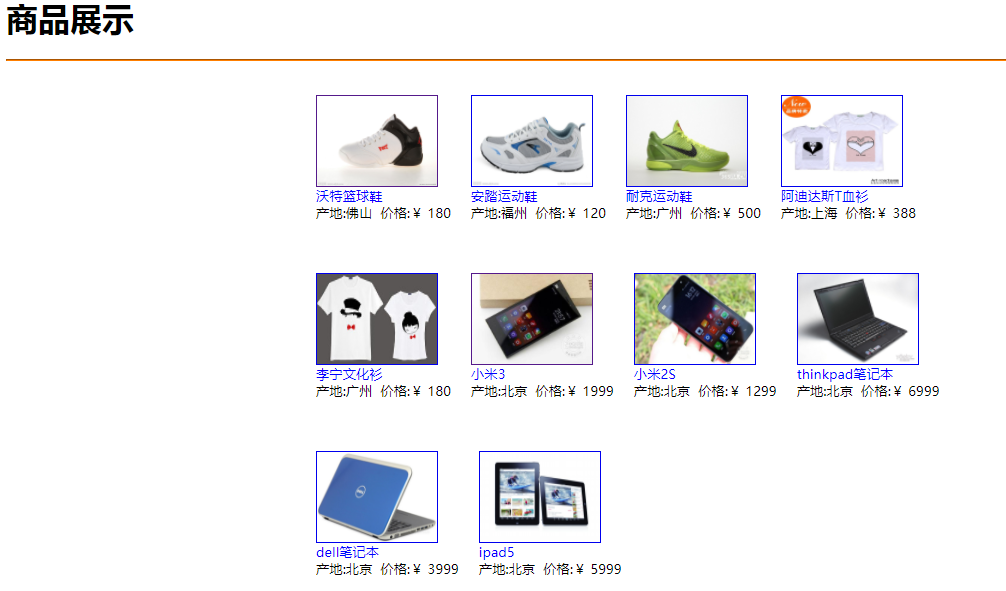 商品展示
沃特篮球鞋
产地:佛山 价格:¥ 180
安踏运动鞋
产地:福州 价格:¥ 120
耐克运动鞋
产地:广州 价格:¥ 500
阿迪达斯T血衫
产地:上海 价格:¥ 388
李宁文化衫
产地:广州 价格:¥ 180
小米3
产地:北京 价格:¥ 1999
小米2S
产地:北京 价格:¥ 1299
thinkpad笔记本
产地:北京 价格:¥ 6999
dell笔记本
产地:北京 价格:¥ 3999
ipad5
产地:北京 价格:¥ 5999